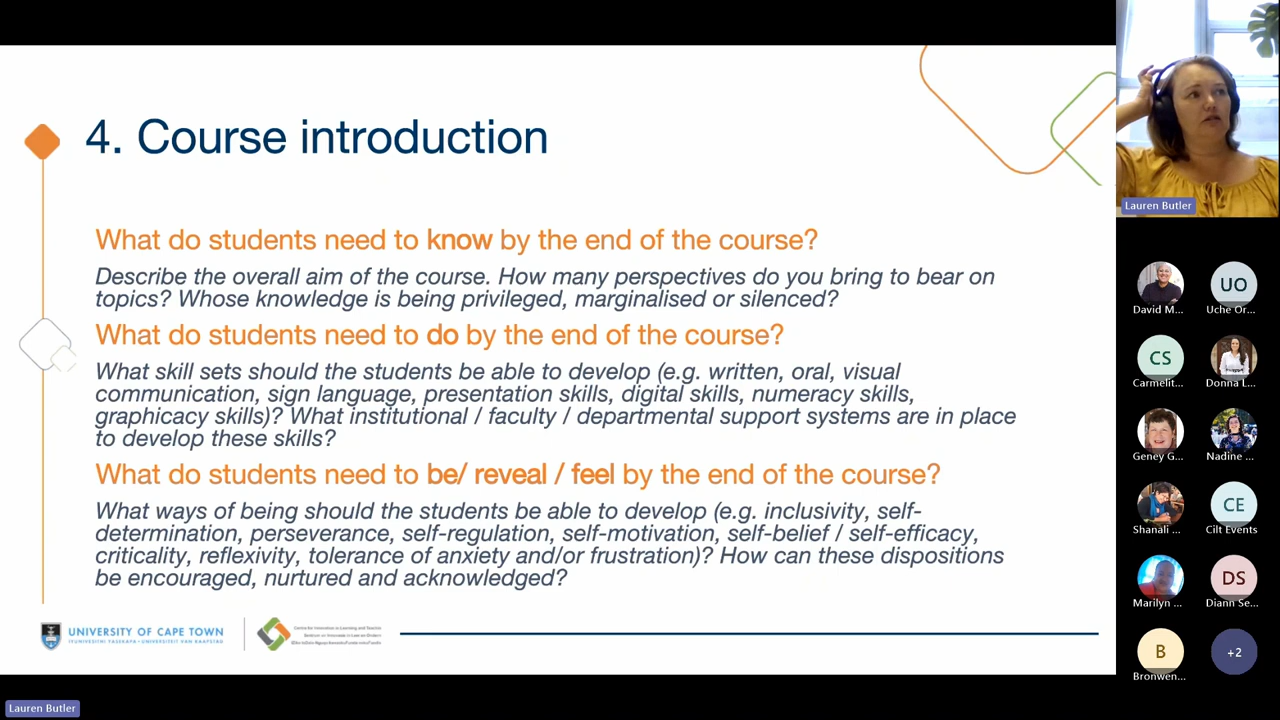 4. Course introduction
What do students need to know by the end of the course?
Describe the overall aim of the course. How many perspectives do you bring to bear on
topics? Whose knowledge is being privileged, marginalised or silenced?
What do students need to do by the end of the course?
What skill sets should the students be able to develop (e.g. written, oral, visual
communication, sign language, presentation skills, digital skills, numeracy skills,
graphicacy skills)? What institutional / faculty / departmental support systems are in place
to develop these skills?
What do students need to be/ reveal / feel by the end of the course?
What ways of being should the students be able to develop (e.g. inclusivity, self-
determination, perseverance, self-regulation, self-motivation, self-belief / self-efficacy,
criticality, reflexivity, tolerance of anxiety and/or frustration)? How can these dispositions
be encouraged, nurtured and acknowledged?
UNIVERSITY OF CAPE TOWN
Centre for Innovation in Learning and Teaching
Lauren Butler
David M...
UO
Uche Or...
CS
Carmelit...
Donna L...
Geney G...
Nadine ...
Shanali ...
CE
Cilt Events
Marilyn ...
DS
Diann Se...
B
Bronwen...
+2
Lauren Butler